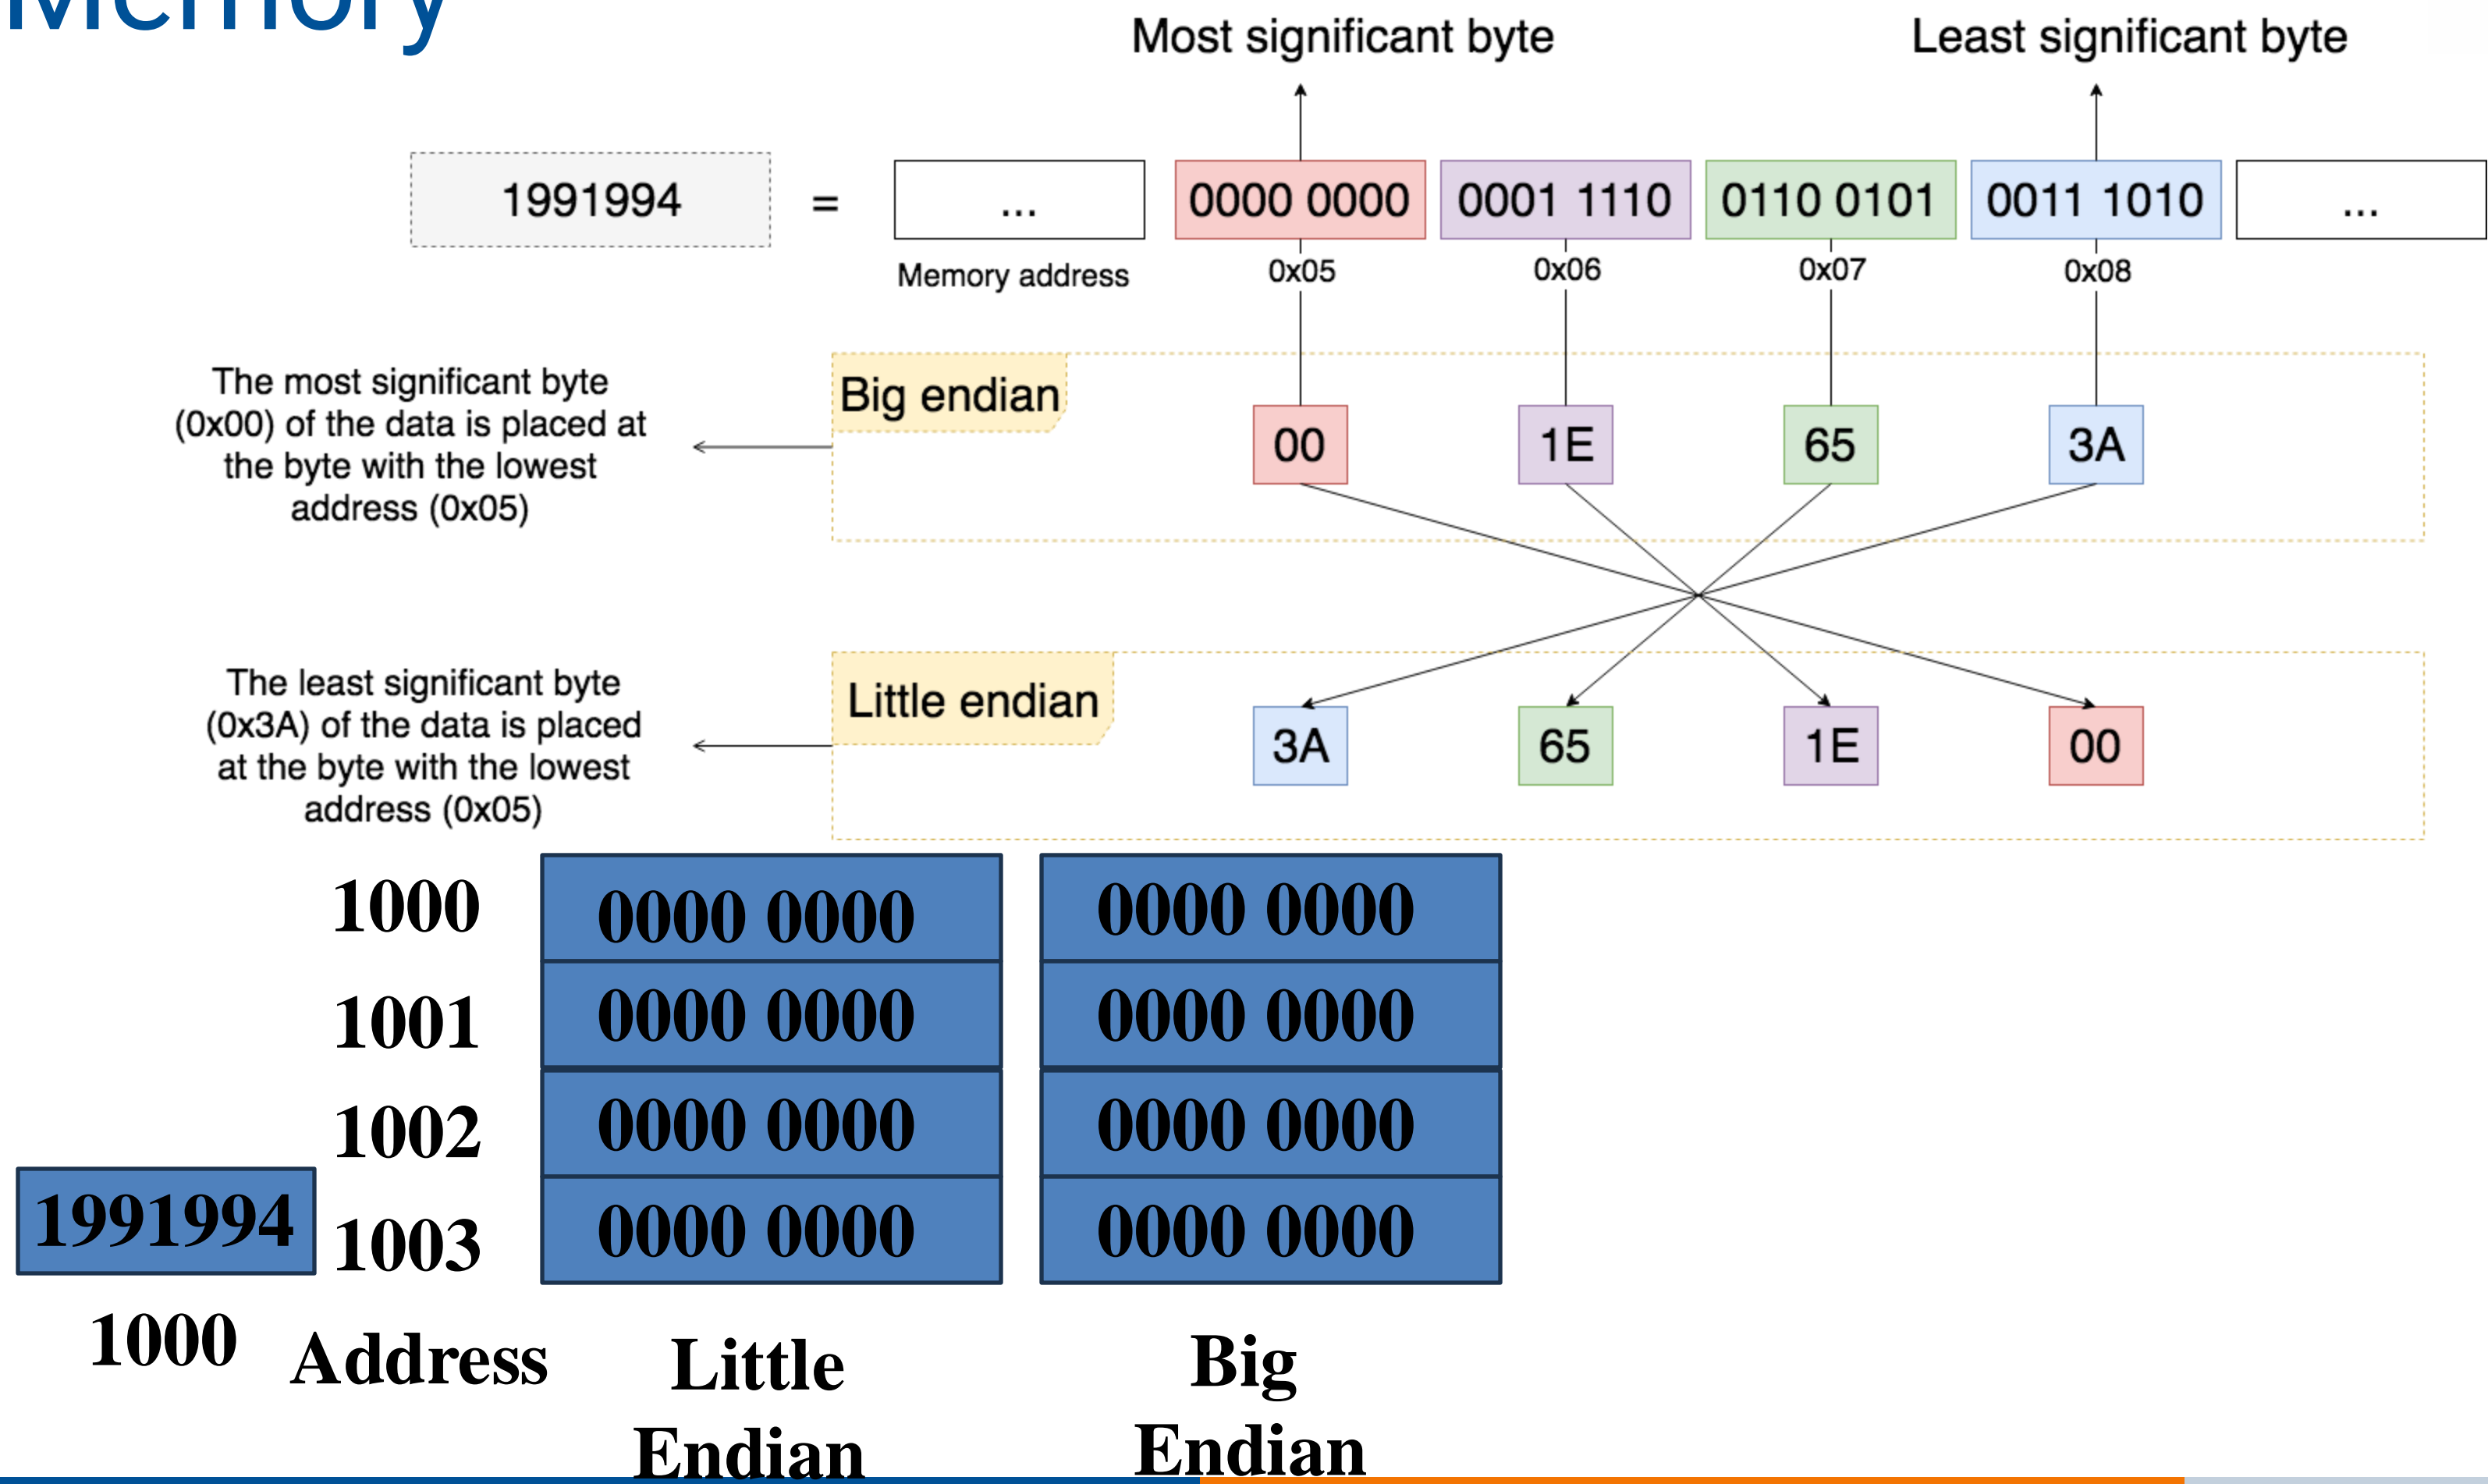 Memory
Most significant byte
Least significant byte
1991994 = ... 0000 0000 0001 1110 0110 0101 0011 1010 ...
Memory address 0x05 0x06 0x07 0x08
The most significant byte
(0x00) of the data is placed at
the byte with the lowest
address (0x05)
Big endian
00 1E 65 3A
The least significant byte
(0x3A) of the data is placed
at the byte with the lowest
address (0x05)
Little endian
3A 65 1E 00
1000 0000 0000 0000 0000
1001 0000 0000 0000 0000
1002 0000 0000 0000 0000
1991994 1003 0000 0000 0000 0000
1000 Address Little Big
Endian Endian